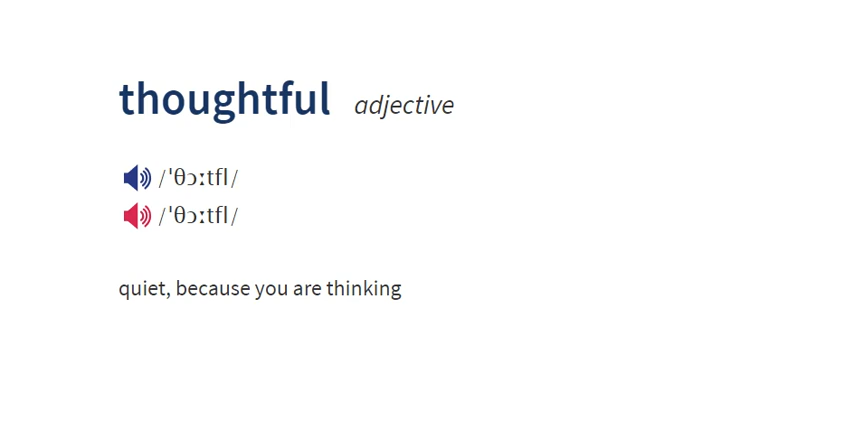 thoughtful adjective
/ˈθɔːtfl/
/ˈθɔːtfl/
quiet, because you are thinking